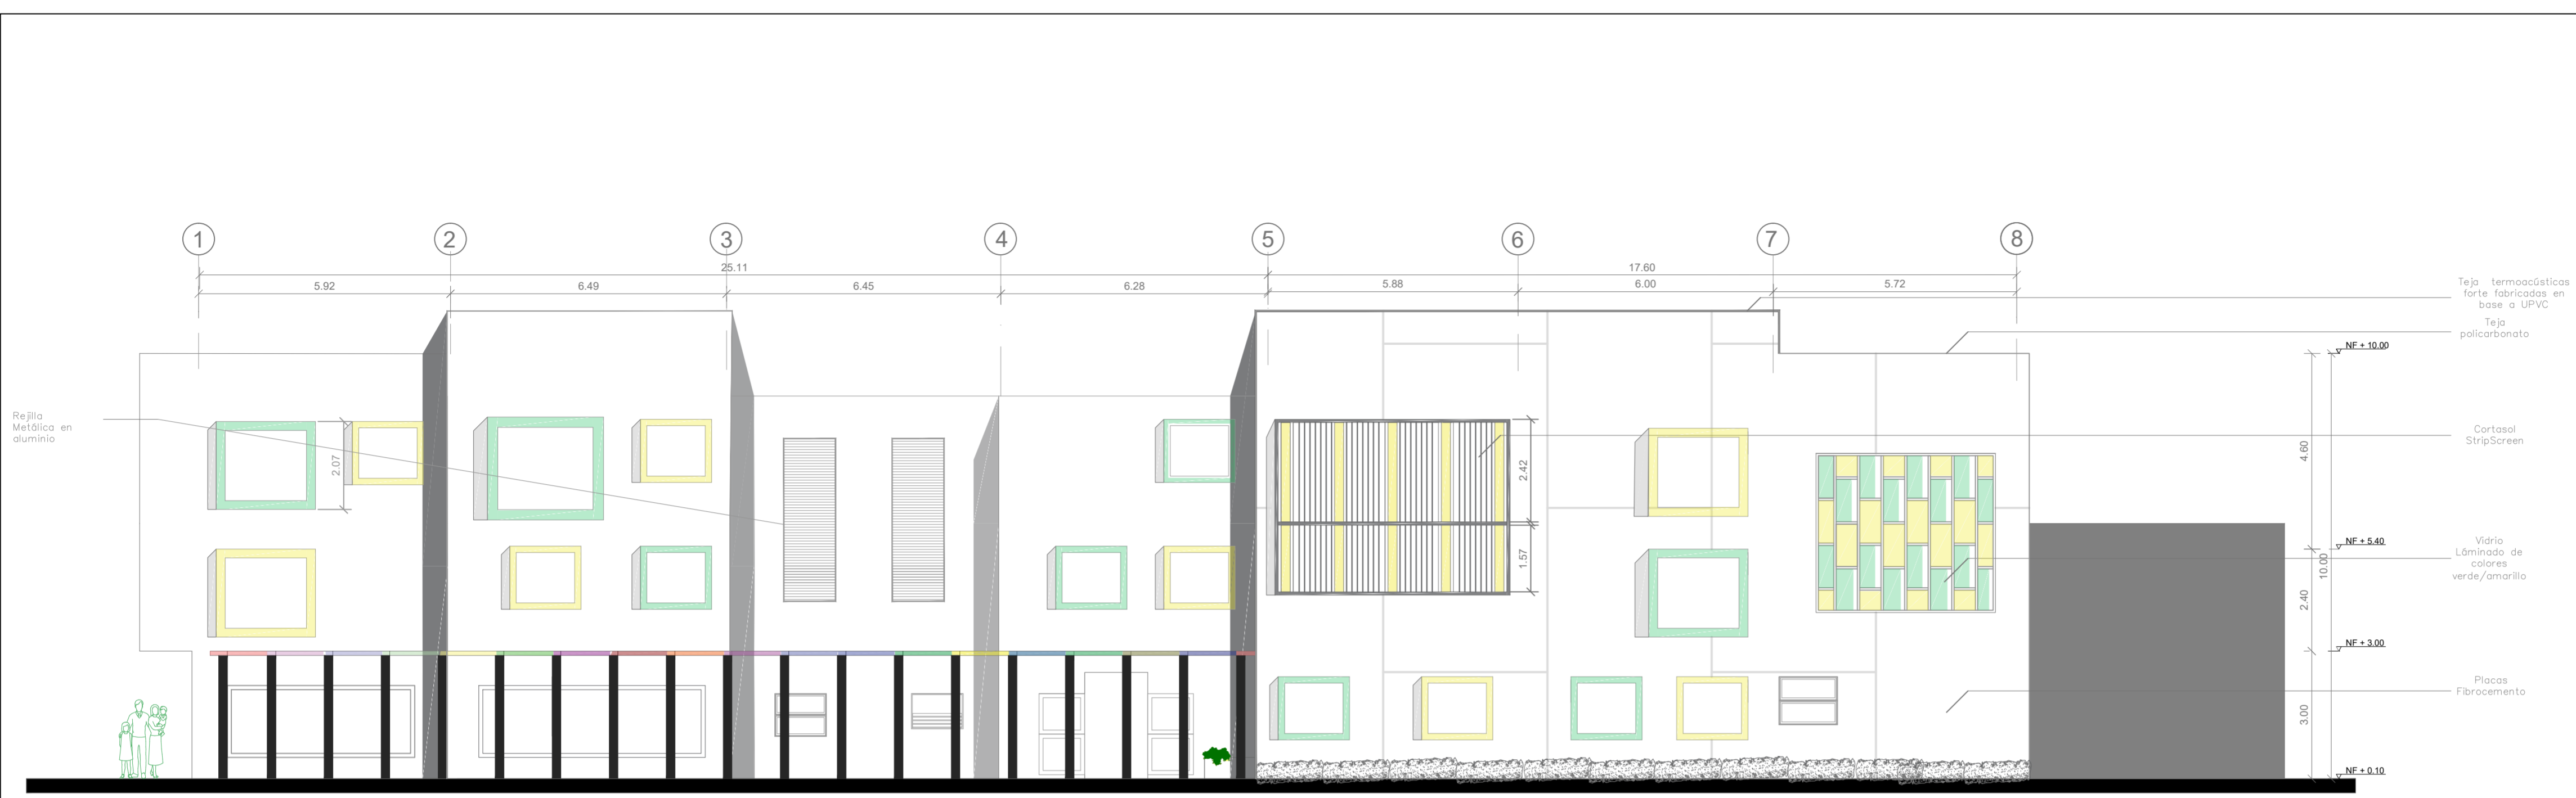 1
2
3
4
5
6
7
8
25.11
17.60
5.92
6.49
6.45
6.28
5.88
6.00
5.72
Teja termoacústicas
forte fabricadas en
base a UPVC
Teja
policarbonato
NF + 10.00
Rejilla
Metálica en
aluminio
2.07
2.42
1.57
Cortasol
StripScreen
4.60
NF + 5.40
Vidrio
Láminado de
colores
verde/amarillo
10.00
2.40
NF + 3.00
Placas
Fibrocemento
3.00
NF + 0.10